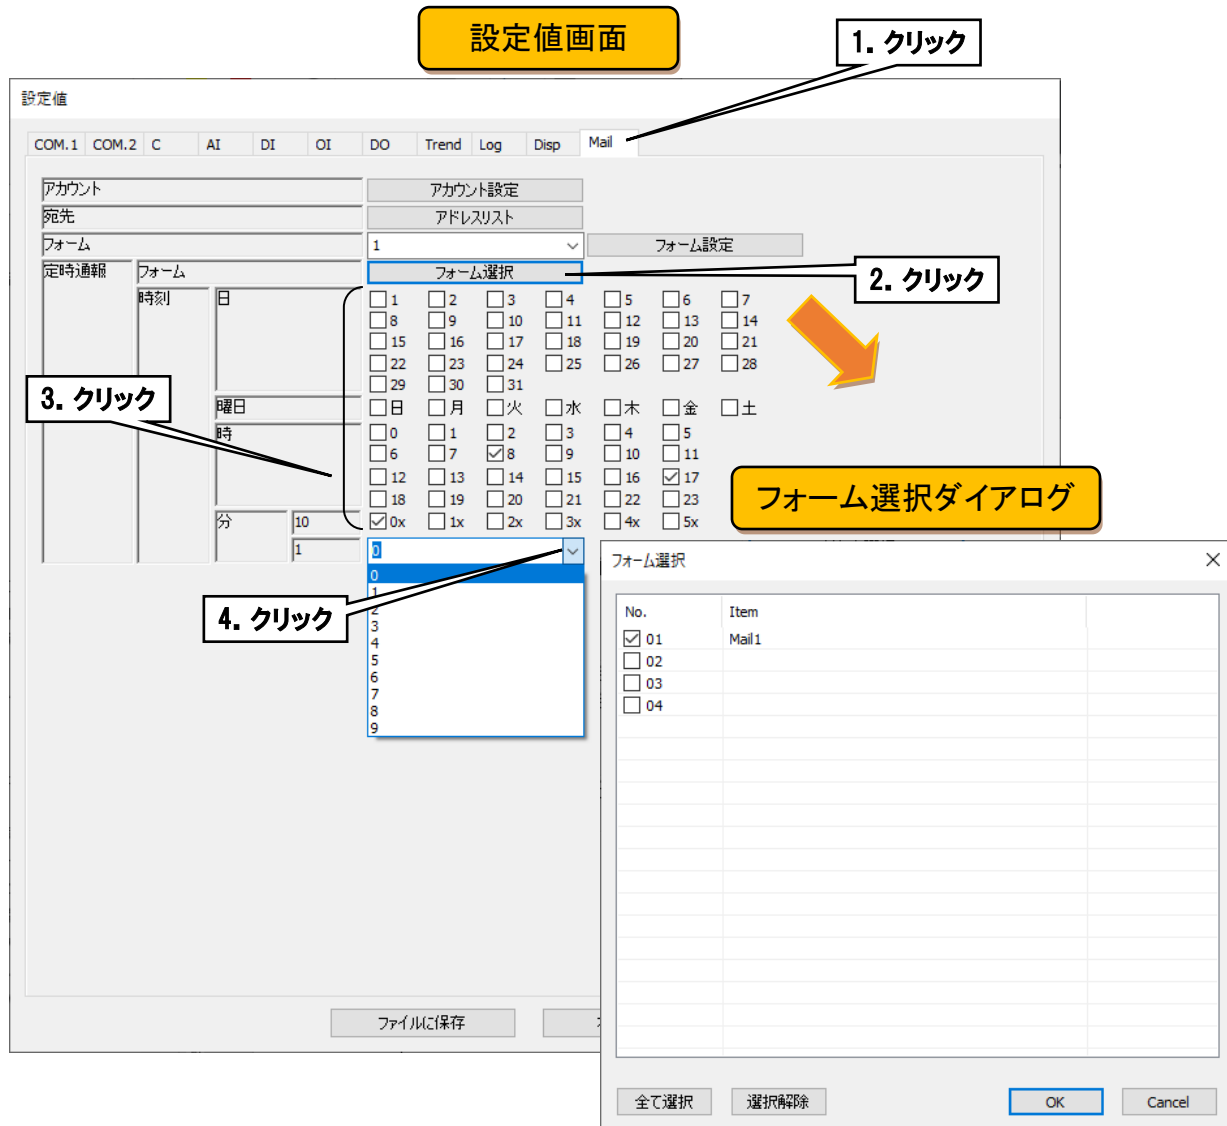 設定値画面
1. クリック
設定値
COM.1 COM.2 C AI DI OI DO Trend Log Disp Mail
アカウント アカウント設定
宛先 アドレスリスト
フォーム 1 フォーム設定
定時通報 フォーム フォーム選択
2. クリック
時刻 日 1 2 3 4 5 6 7
8 9 10 11 12 13 14
15 16 17 18 19 20 21
22 23 24 25 26 27 28
29 30 31
3. クリック
曜日 日 月 火 水 木 金 土
時 0 1 2 3 4 5
6 7 8 9 10 11
12 13 14 15 16 17
18 19 20 21 22 23
分 10 0x 1x 2x 3x 4x 5x
1 0
0
1
2
3
4
5
6
7
8
9
4. クリック
フォーム選択ダイアログ
フォーム選択
No. Item
01 Mail1
02
03
04
ファイルに保存
全て選択 選択解除 OK Cancel